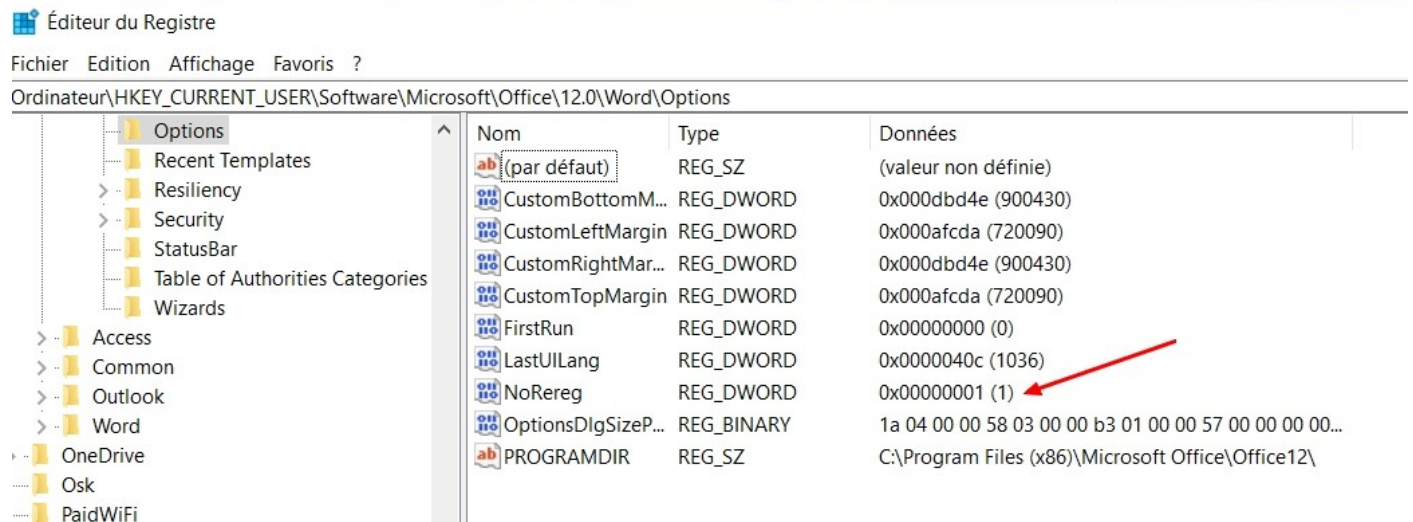 Éditeur du Registre
Fichier Edition Affichage Favoris ?
Ordinateur\HKEY_CURRENT_USER\Software\Microsoft\Office\12.0\Word\Options
Options
Recent Templates
Resiliency
Security
StatusBar
Table of Authorities Categories
Wizards
Access
Common
Outlook
Word
OneDrive
Osk
PaidWiFi
Nom Type Données
(par défaut) REG_SZ (valeur non définie)
CustomBottomM... REG_DWORD 0x000dbd4e (900430)
CustomLeftMargin REG_DWORD 0x000afcda (720090)
CustomRightMar... REG_DWORD 0x000dbd4e (900430)
CustomTopMargin REG_DWORD 0x000afcda (720090)
FirstRun REG_DWORD 0x00000000 (0)
LastUILang REG_DWORD 0x0000040c (1036)
NoRereg REG_DWORD 0x00000001 (1)
OptionsDlgSizeP... REG_BINARY 1a 04 00 00 58 03 00 00 b3 01 00 00 57 00 00 00 00...
PROGRAMDIR REG_SZ C:\Program Files (x86)\Microsoft Office\Office12\